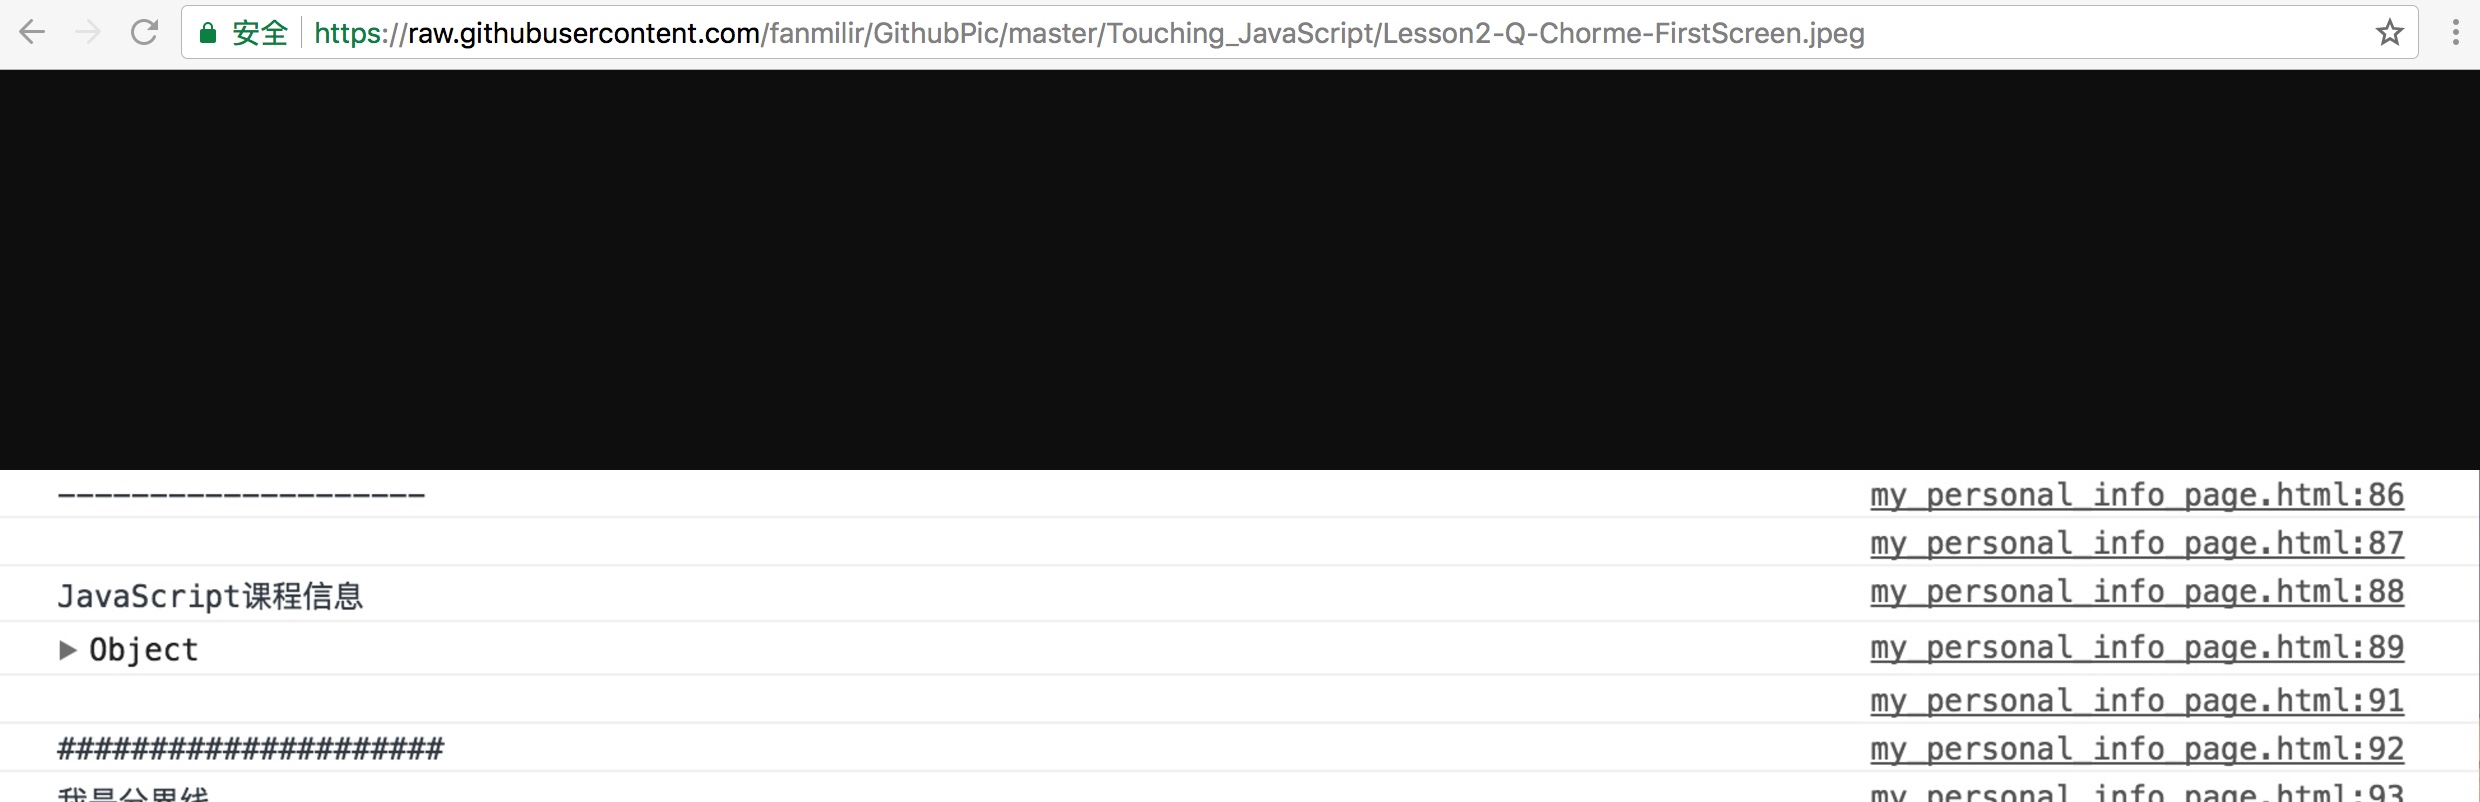 安全 https://raw.githubusercontent.com/fanmilir/GithubPic/master/Touching_JavaScript/Lesson2-Q-Chorme-FirstScreen.jpeg
-------------------- my_personal_info_page.html:86
my_personal_info_page.html:87
JavaScript课程信息 my_personal_info_page.html:88
▶ Object my_personal_info_page.html:89
my_personal_info_page.html:91
##################### my_personal_info_page.html:92
我是分界线 my_personal_info_page.html:93